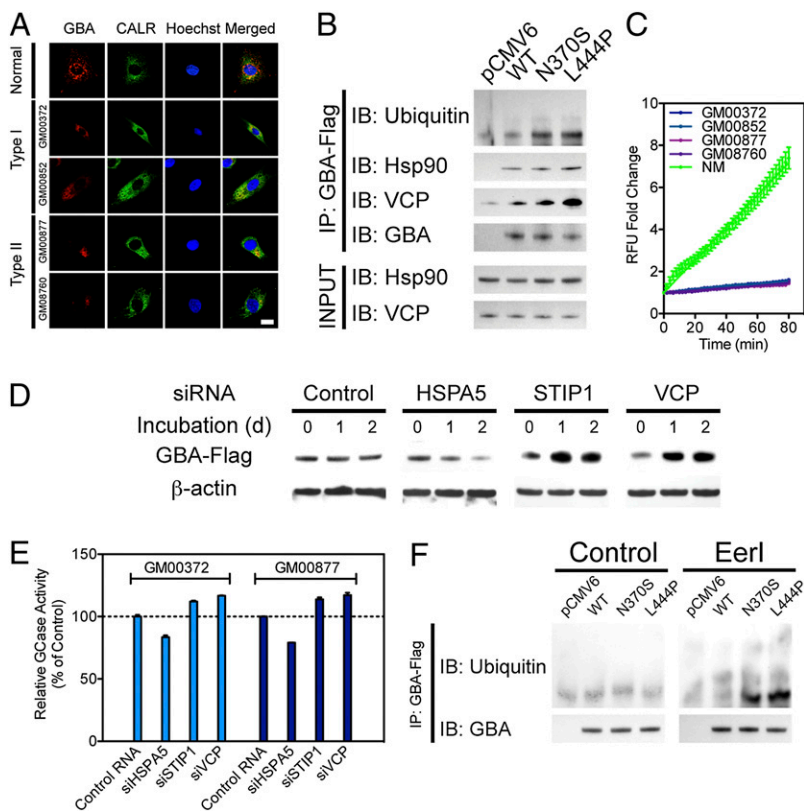 A
GBA CALR Hoechst Merged
Normal
Type I
GM00372
GM00852
Type II
GM00877
GM08760
B
pCMV6 WT N370S L444P
IP: GBA-Flag
IB: Ubiquitin
IB: Hsp90
IB: VCP
IB: GBA
INPUT
IB: Hsp90
IB: VCP
C
10
8
6
4
2
0
RFU Fold Change
GM00372
GM00852
GM00877
GM08760
NM
0 20 40 60 80
Time (min)
D
siRNA Control HSPA5 STIP1 VCP
Incubation (d) 0 1 2 0 1 2 0 1 2 0 1 2
GBA-Flag
β-actin
E
Relative GCase Activity
(% of Control)
150
100
50
0
GM00372 GM00877
Control RNA siHSPA5 siSTIP1 siVCP Control RNA siHSPA5 siSTIP1 siVCP
F
Control EerI
pCMV6 WT N370S L444P pCMV6 WT N370S L444P
IP: GBA-Flag
IB: Ubiquitin
IB: GBA